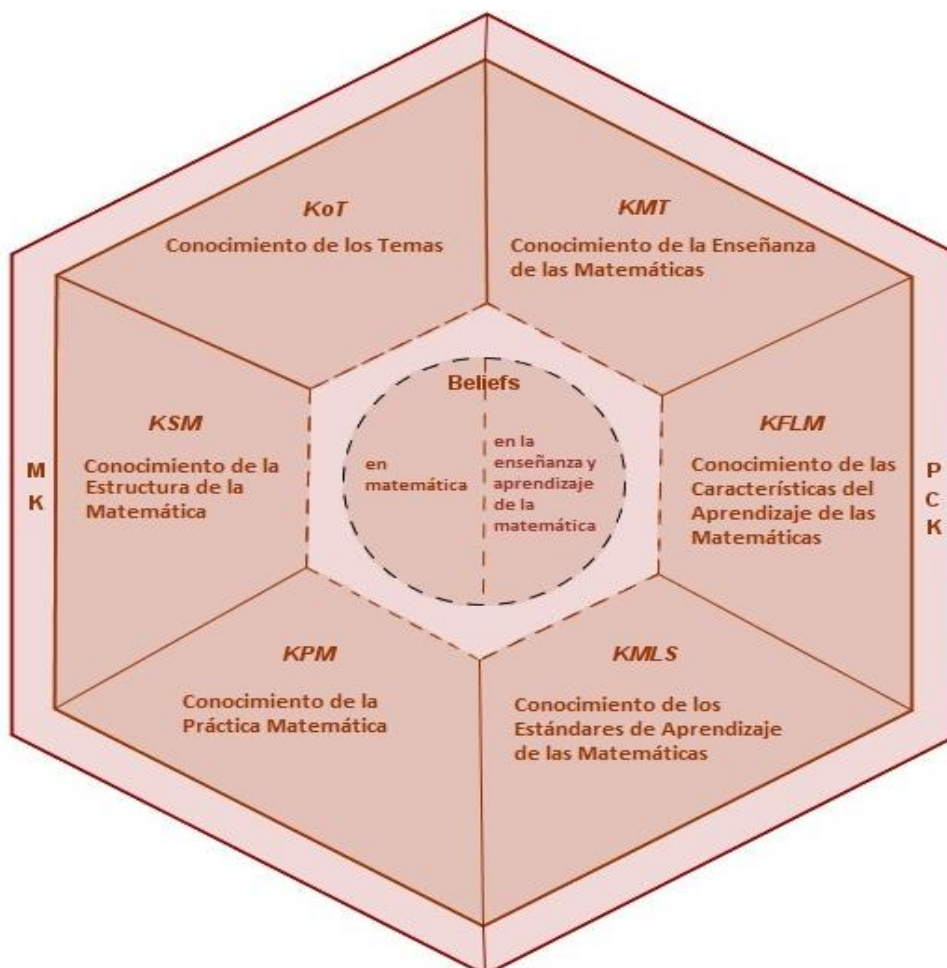 KoT
Conocimiento de los Temas
KMT
Conocimiento de la Enseñanza
de las Matemáticas
Beliefs
en
matemática
en la
enseñanza y
aprendizaje
de la
matemática
KSM
Conocimiento de la
Estructura de la
Matemática
KFLM
Conocimiento de las
Características del
Aprendizaje de las
Matemáticas
M
K
P
C
K
KPM
Conocimiento de la
Práctica Matemática
KMLS
Conocimiento de los
Estándares de Aprendizaje
de las Matemáticas